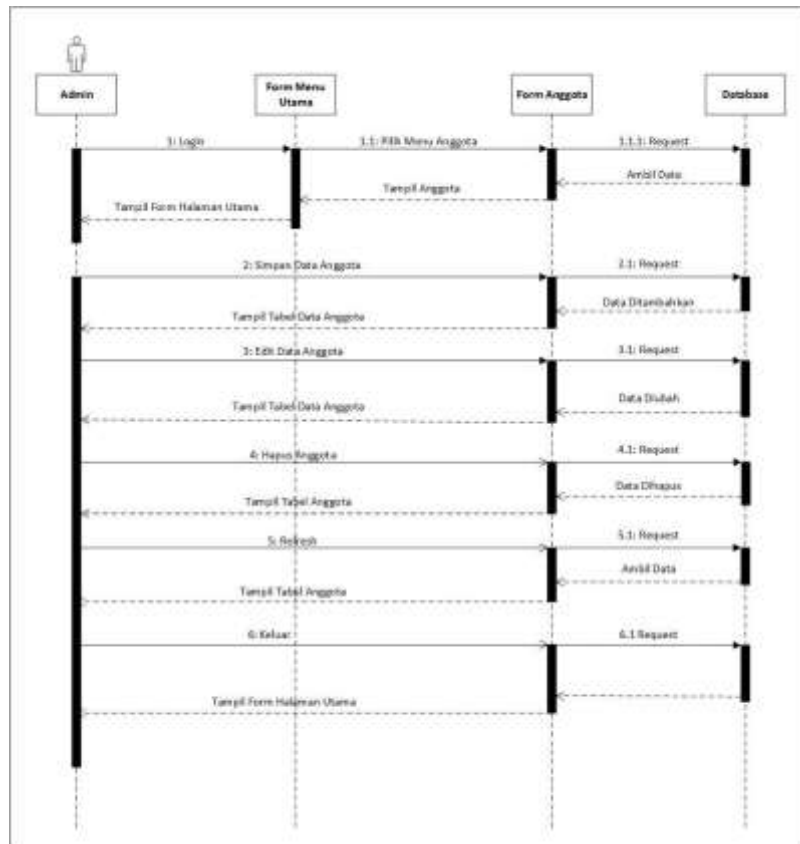 Admin
Form Menu
Utama
Form Anggota
Database
1: Login
1.1: Pilih Menu Anggota
1.1.1: Request
Ambil Data
Tampil Anggota
Tampil Form Halaman Utama
2: Simpan Data Anggota
2.1: Request
Data Ditambahkan
Tampil Tabel Data Anggota
3: Edit Data Anggota
3.1: Request
Data Diubah
Tampil Tabel Data Anggota
4: Hapus Anggota
4.1: Request
Data Dihapus
Tampil Tabel Anggota
5: Refresh
5.1: Request
Ambil Data
Tampil Tabel Anggota
6: Keluar
6.1 Request
Tampil Form Halaman Utama